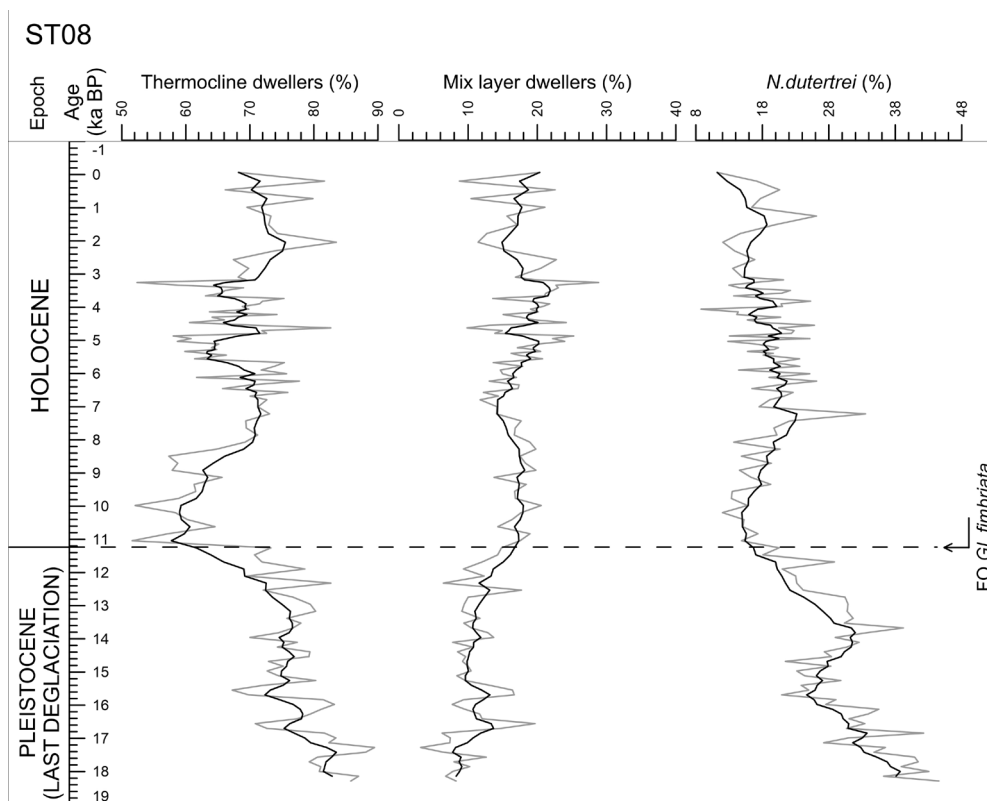 ST08
Epoch
Age
(ka BP)
Thermocline dwellers (%)
Mix layer dwellers (%)
N.dutertrei (%)
50 60 70 80 90 0 10 20 30 40 8 18 28 38 48
-1
0
1
2
3
4
5
6
7
8
9
10
11
12
13
14
15
16
17
18
19
HOLOCENE
PLEISTOCENE
(LAST DEGLACIATION)
FO Gl. fimbriata